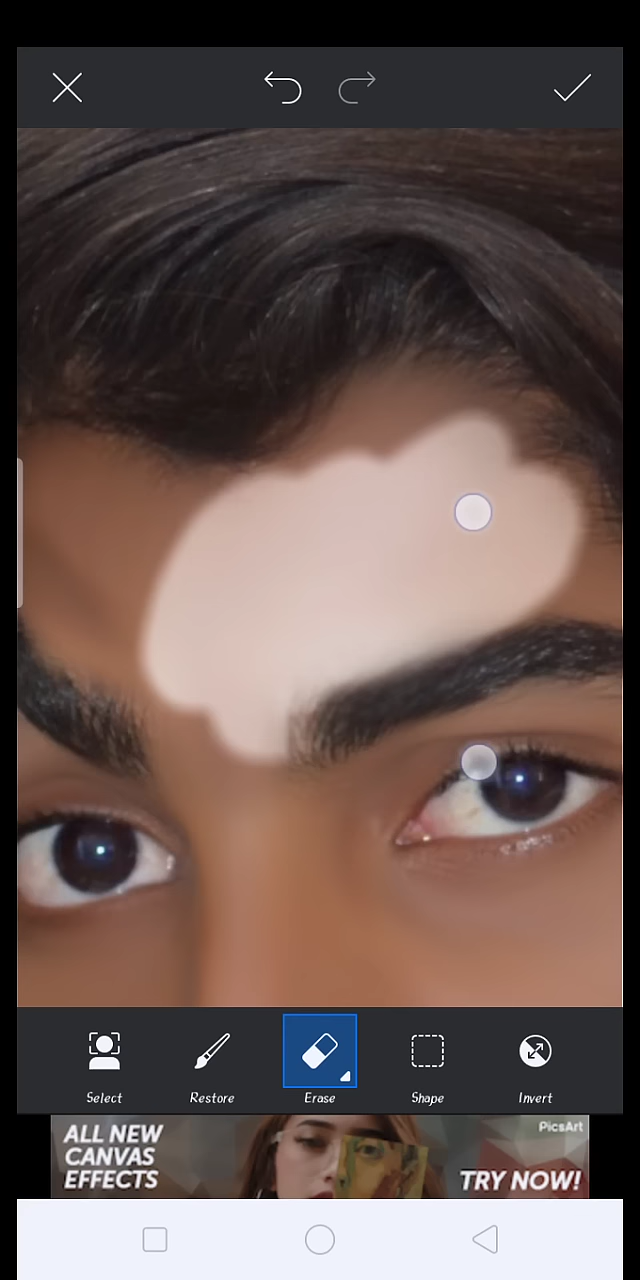 Select
Restore
Erase
Shape
Invert
ALL NEW
CANVAS
EFFECTS
PicsArt
TRY NOW!